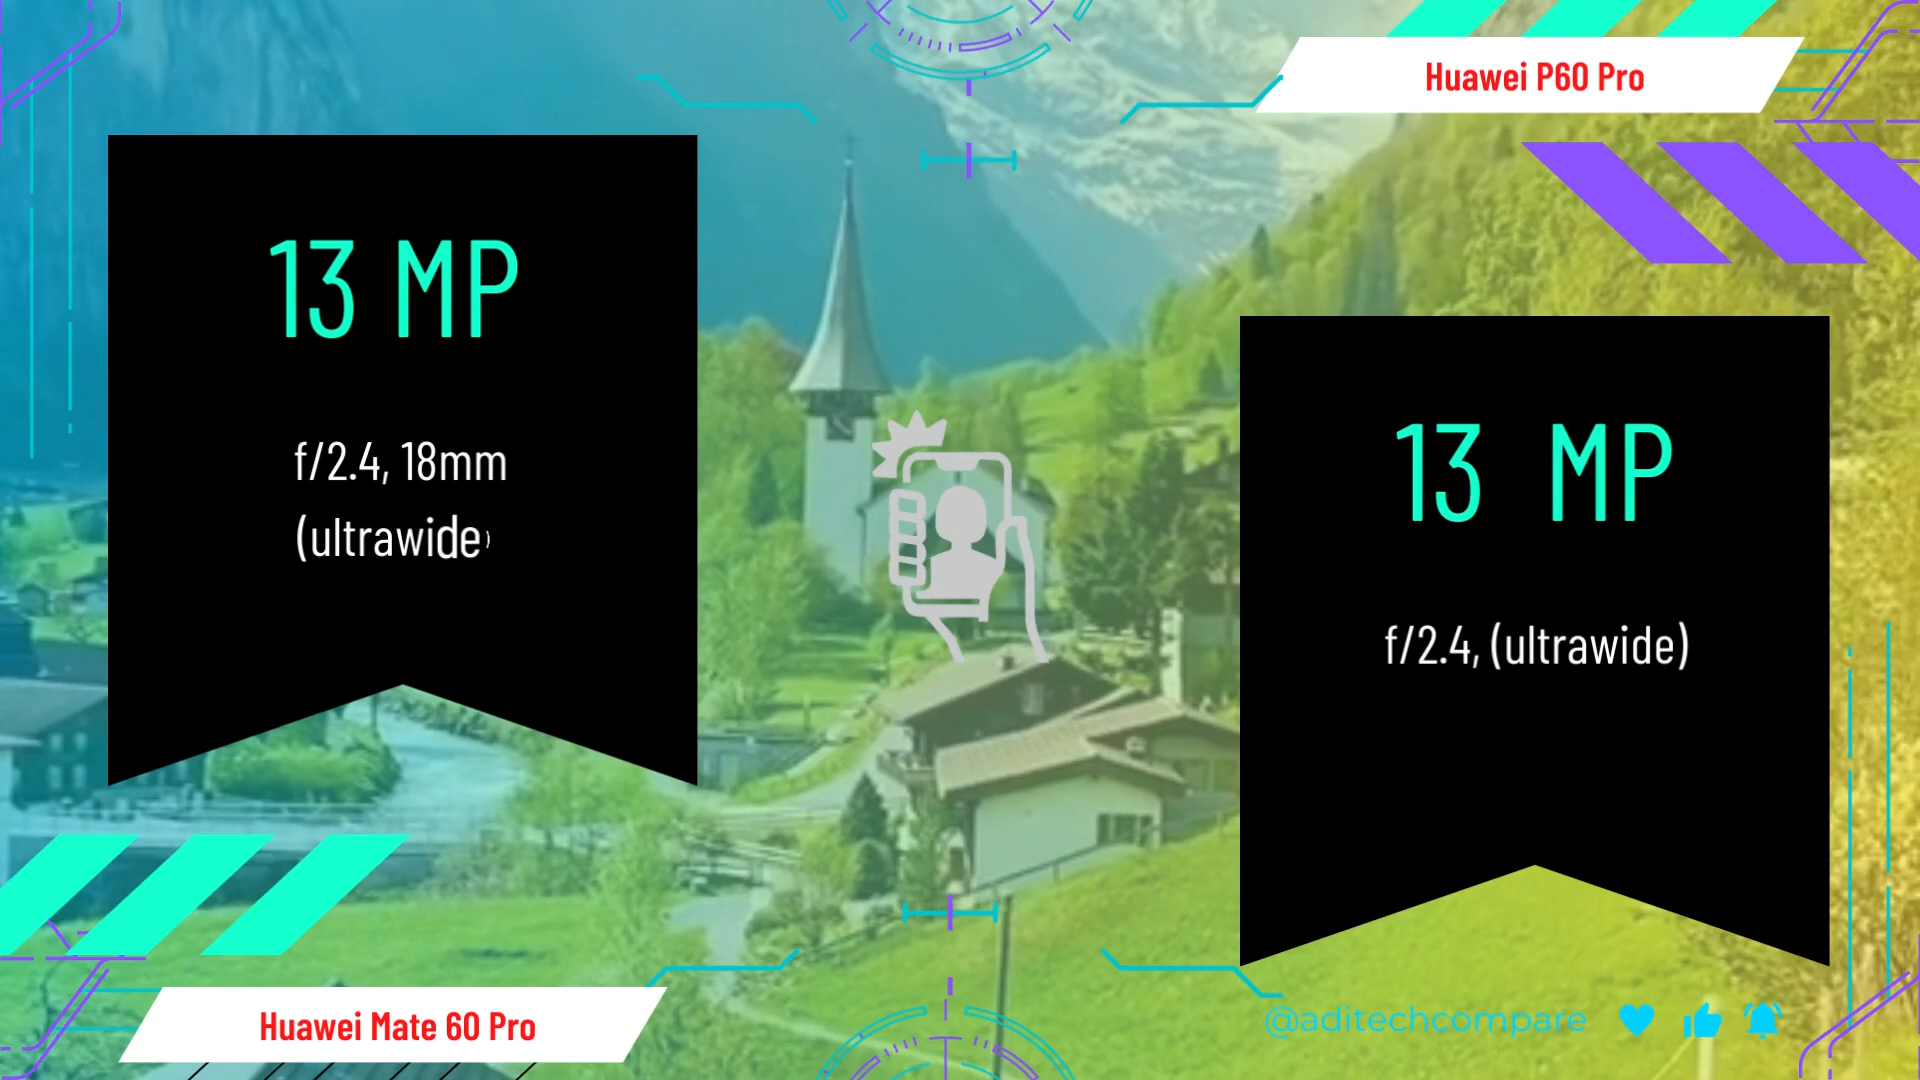 Huawei P60 Pro
13 MP
f/2.4, 18mm
(ultrawide)
13 MP
f/2.4, (ultrawide)
Huawei Mate 60 Pro
@aditechcompare